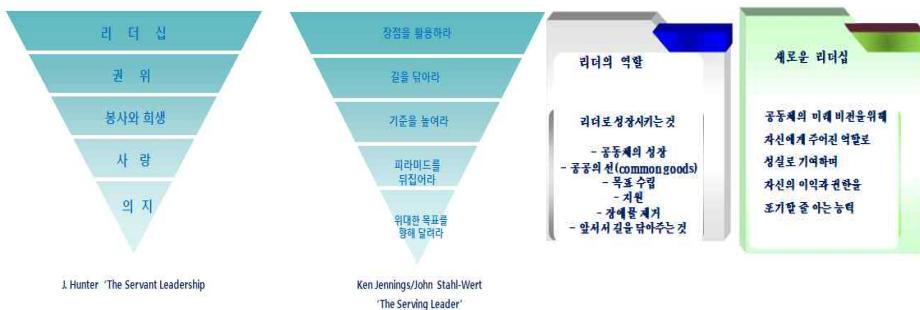 리 더 십
권 위
봉사와 희생
사 랑
의 지
J. Hunter ‘The Servant Leadership
장점을 활용하라
길을 닦아라
기준을 높여라
피라미드를
뒤집어라
위대한 목표를
향해 달려라
Ken Jennings/John Stahl-Wert
‘The Serving Leader’
리더의 역할
리더로 성장시키는 것
- 공동체의 성장
- 공공의 선(common goods)
- 목표 수립
- 지원
- 장애물 제거
- 앞서서 길을 닦아주는 것
새로운 리더십
공동체의 미래 비전을위해
자신에게 주어진 역할로
성실로 기여하며
자신의 이익과 권한을
포기할 줄 아는 능력